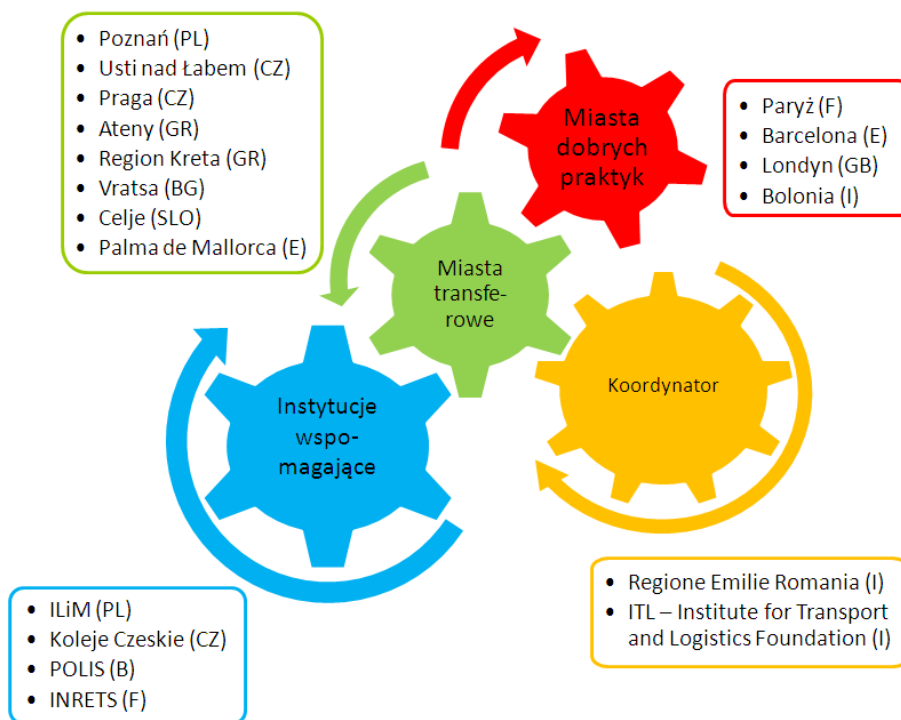 • Poznań (PL)
• Usti nad Łabem (CZ)
• Praga (CZ)
• Ateny (GR)
• Region Kreta (GR)
• Vratsa (BG)
• Celje (SLO)
• Palma de Mallorca (E)
Miasta
dobrych
praktyk
• Paryż (F)
• Barcelona (E)
• Londyn (GB)
• Bolonia (I)
Miasta
transfe-
rowe
Koordynator
Instytucje
wspo-
magające
• Regione Emilie Romania (I)
• ITL – Institute for Transport
and Logistics Foundation (I)
• ILiM (PL)
• Koleje Czeskie (CZ)
• POLIS (B)
• INRETS (F)